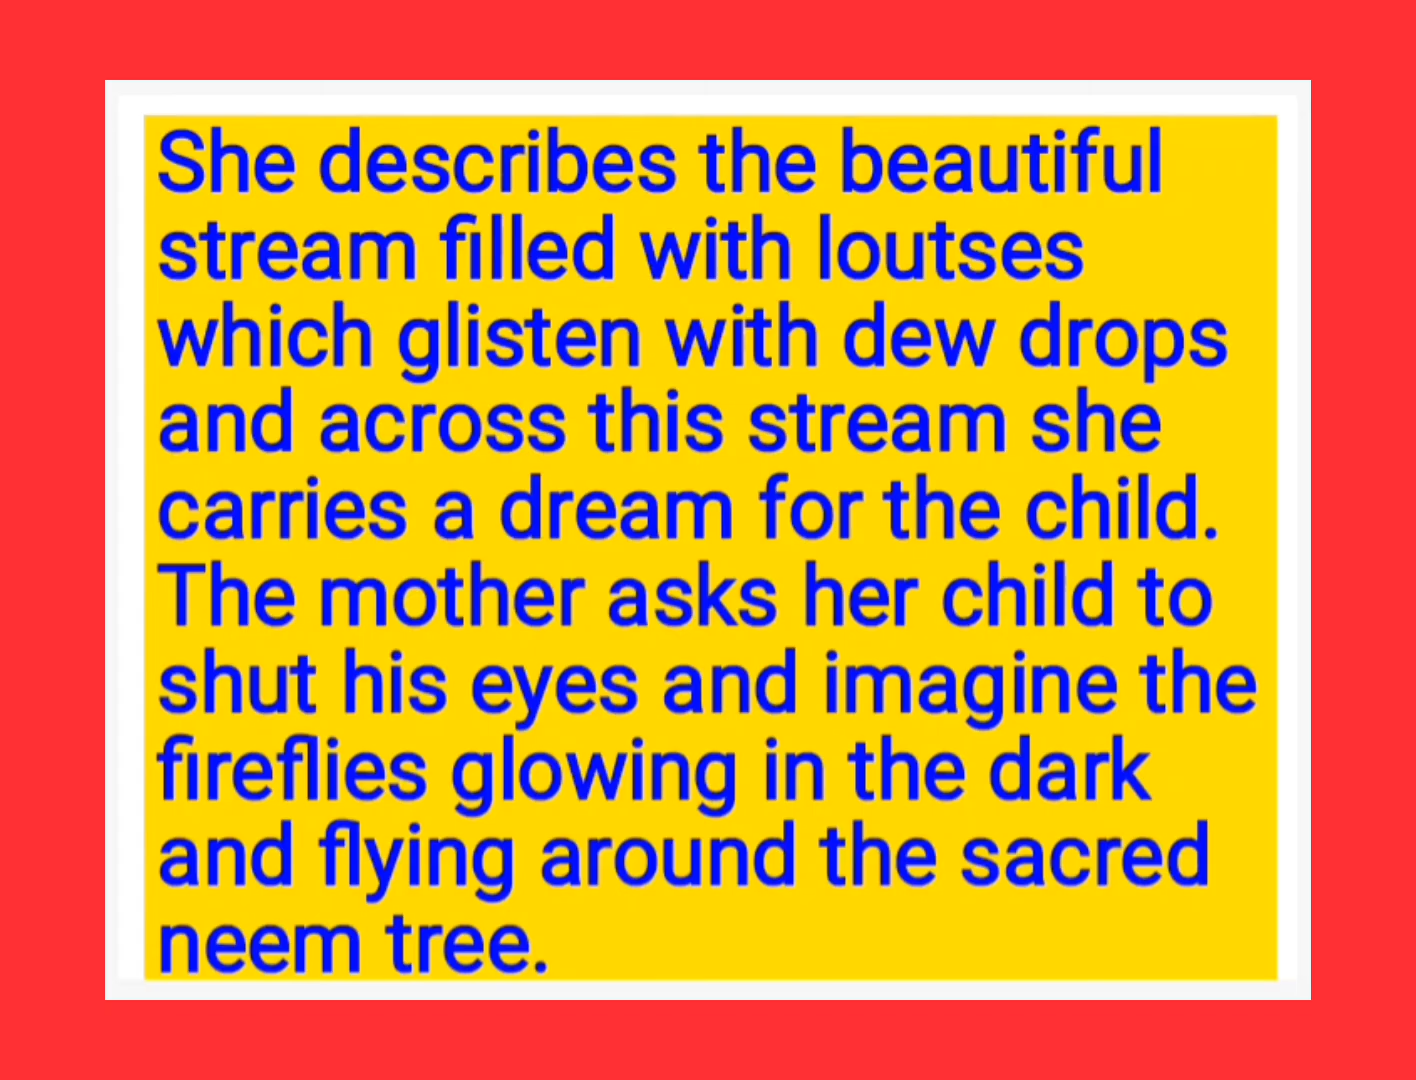 She describes the beautiful
stream filled with loutses
which glisten with dew drops
and across this stream she
carries a dream for the child.
The mother asks her child to
shut his eyes and imagine the
fireflies glowing in the dark
and flying around the sacred
neem tree.